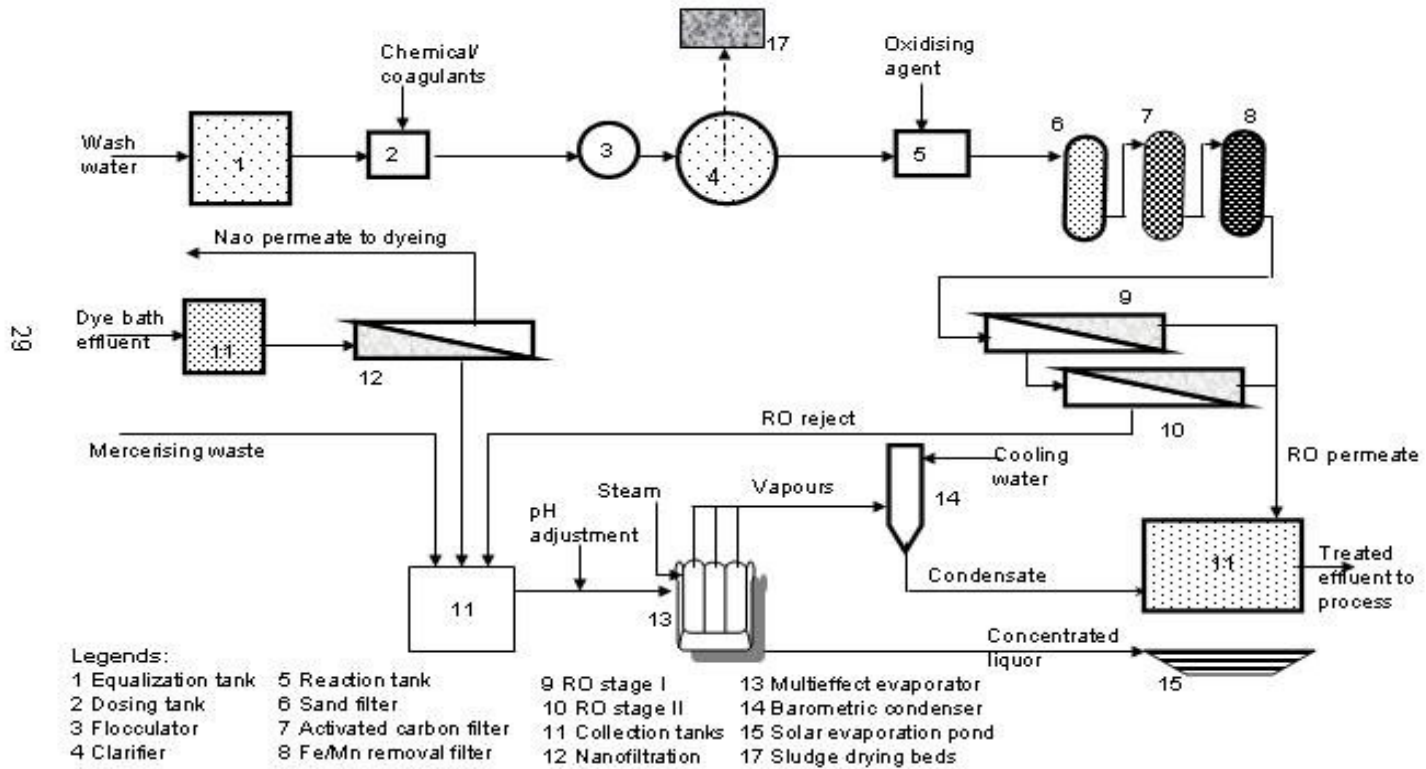 17
Chemical/
coagulants
Oxidising
agent
Wash
water
1
2
3
4
5
6
7
8
Nao permeate to dyeing
9
Dye bath
effluent
11
12
29
10
RO reject
Mercerising waste
Cooling
water
RO permeate
Steam
Vapours
14
pH
adjustment
11
13
Condensate
11
Treated
effluent to
process
Concentrated
liquor
15
Legends:
1 Equalization tank
2 Dosing tank
3 Flocculator
4 Clarifier
5 Reaction tank
6 Sand filter
7 Activated carbon filter
8 Fe/Mn removal filter
9 RO stage I
10 RO stage II
11 Collection tanks
12 Nanofiltration
13 Multieffect evaporator
14 Barometric condenser
15 Solar evaporation pond
17 Sludge drying beds